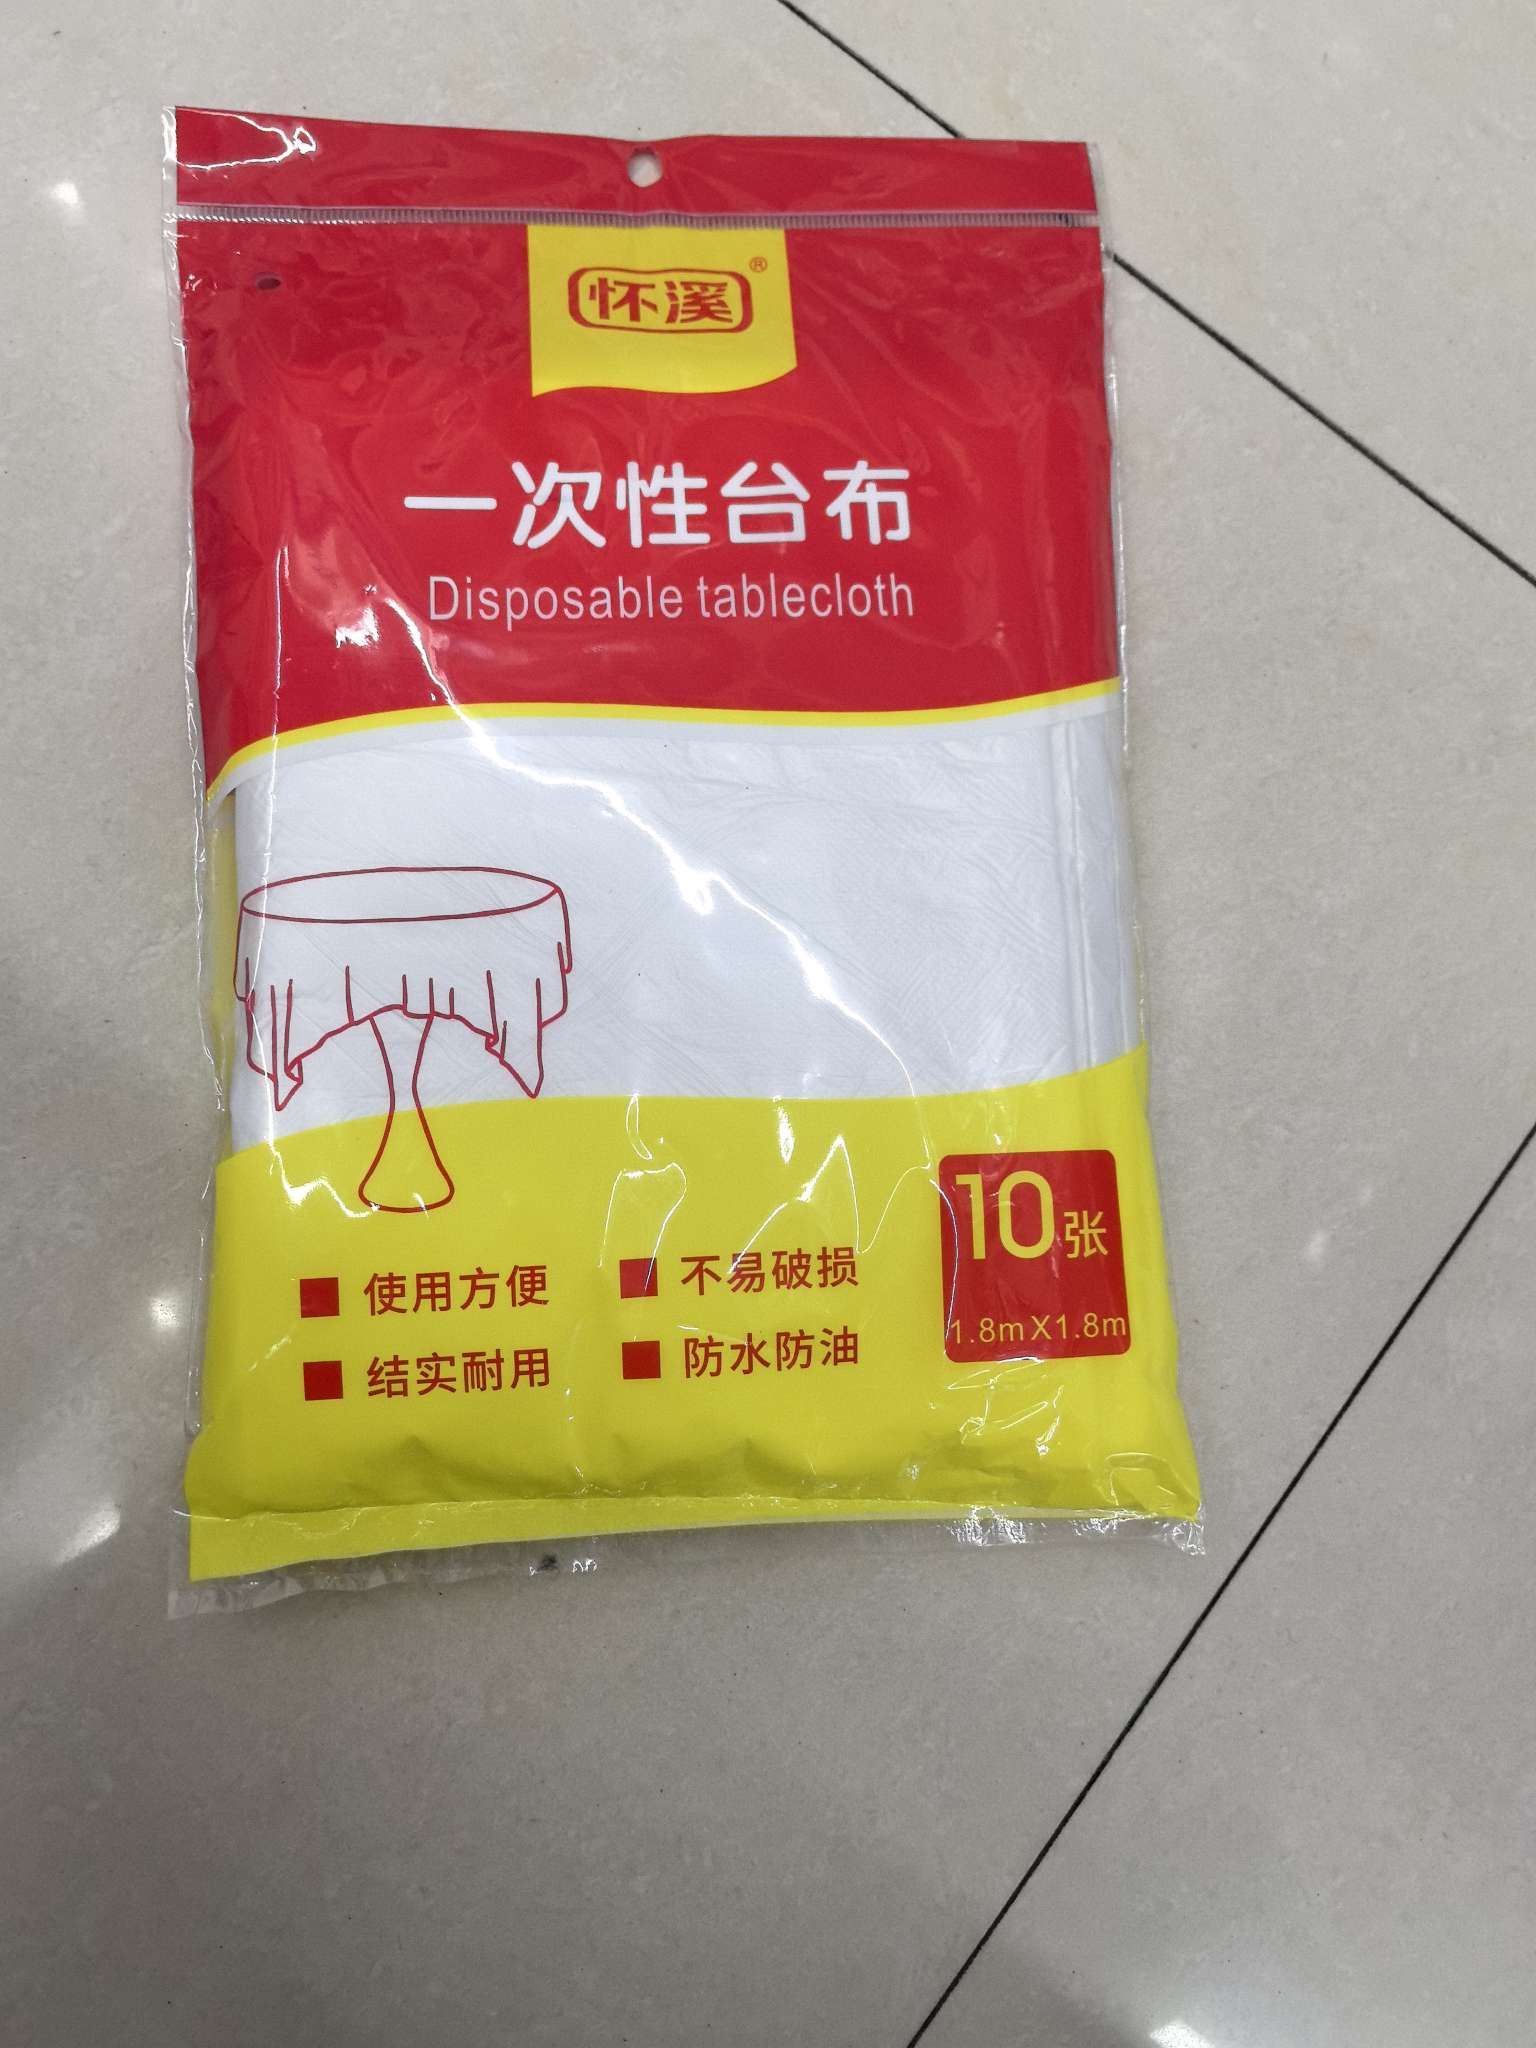 怀溪®
一次性台布
Disposable tablecloth
10张
1.8mX1.8m
使用方便
不易破损
结实耐用
防水防油